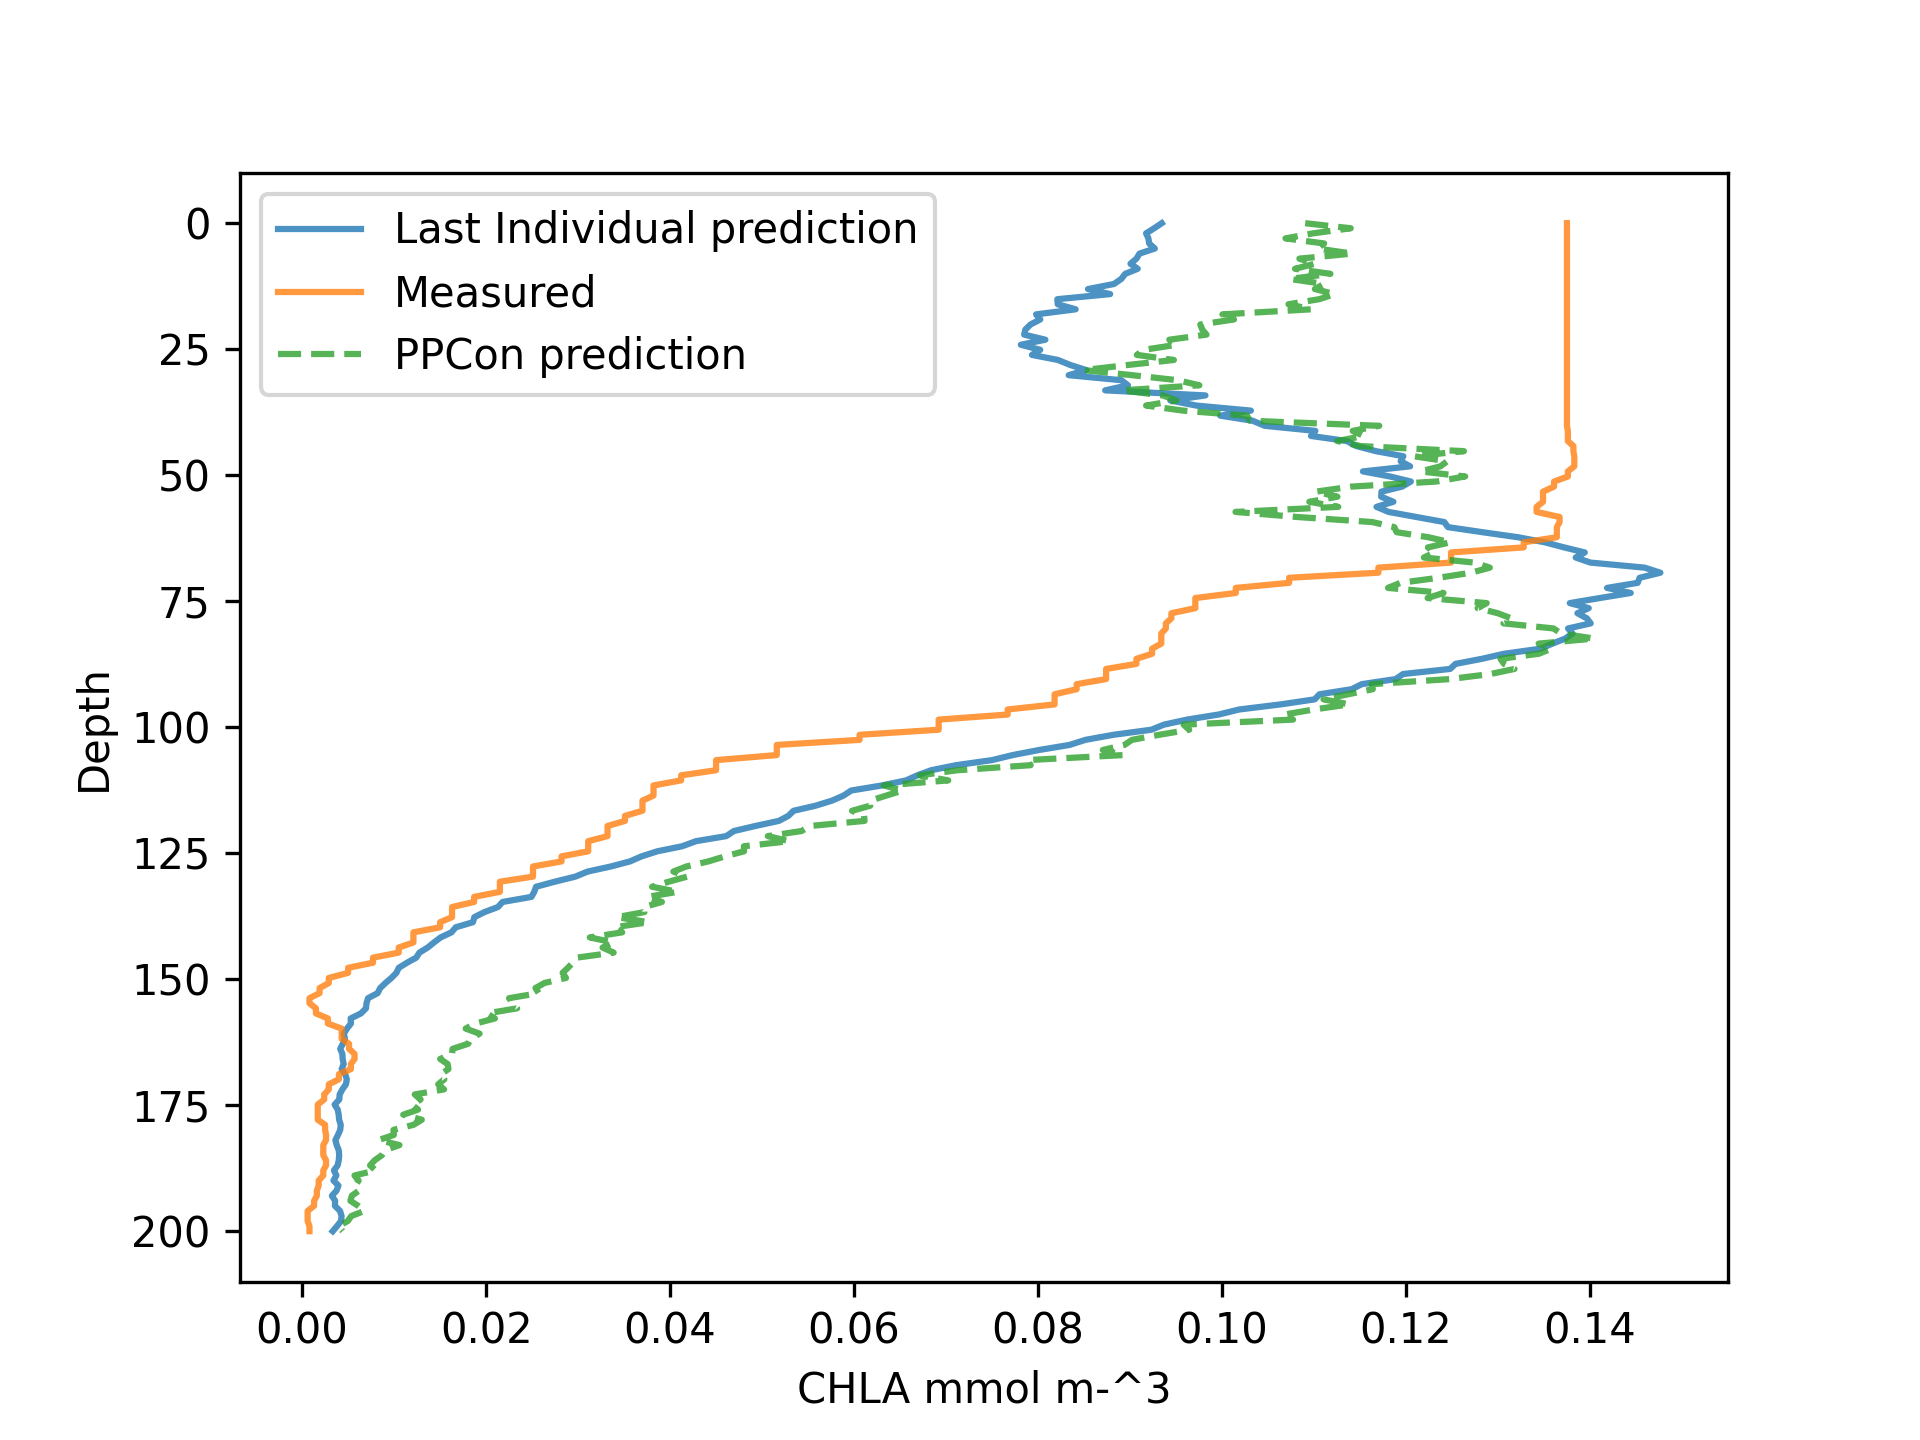 Last Individual prediction
Measured
PPCon prediction
0
25
50
75
100
125
150
175
200
Depth
0.00 0.02 0.04 0.06 0.08 0.10 0.12 0.14
CHLA mmol m-^3